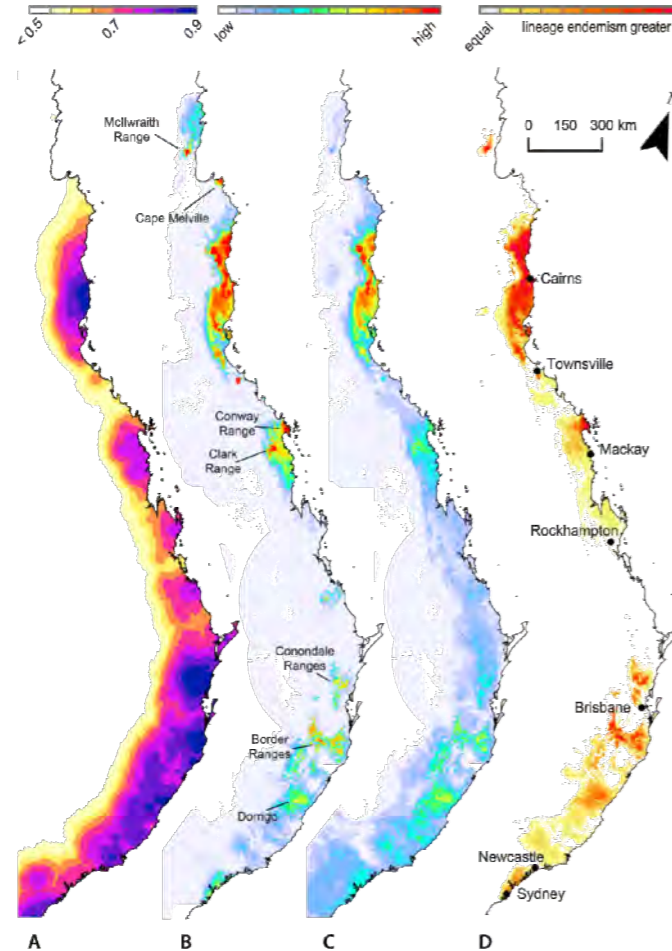 < 0.5 0.7 0.9
low high
equal lineage endemism greater
McIlwraith
Range
0 150 300 km
Cape Melville
Cairns
Townsville
Conway
Range
Clark
Range
Mackay
Rockhampton
Conondale
Ranges
Brisbane
Border
Ranges
Dorrigo
Newcastle
Sydney
A B C D